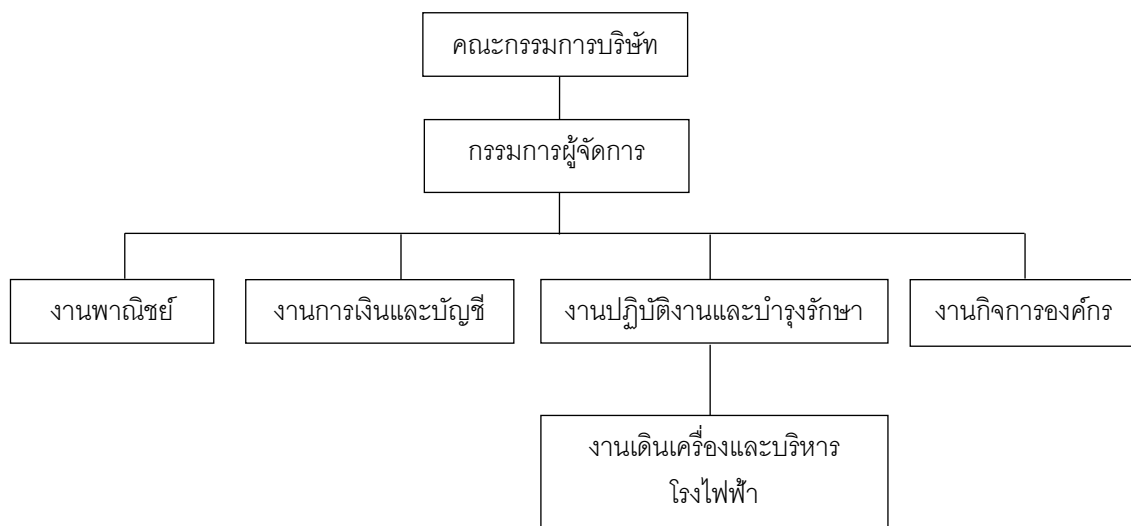 คณะกรรมการบริษัท
กรรมการผู้จัดการ
งานพาณิชย์
งานการเงินและบัญชี
งานปฏิบัติงานและบำรุงรักษา
งานกิจการองค์กร
งานเดินเครื่องและบริหาร
โรงไฟฟ้า